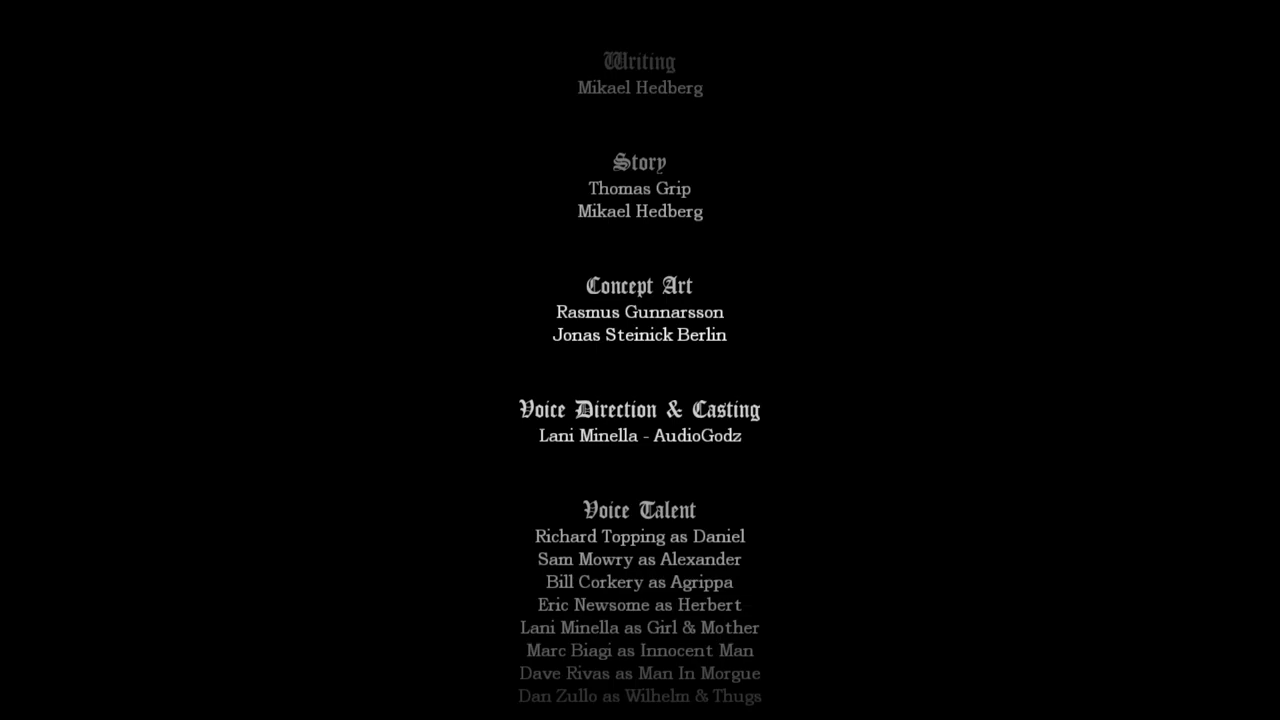 Writing
Mikael Hedberg
Story
Thomas Grip
Mikael Hedberg
Concept Art
Rasmus Gunnarsson
Jonas Steinick Berlin
Voice Direction & Casting
Lani Minella - AudioGodz
Voice Talent
Richard Topping as Daniel
Sam Mowry as Alexander
Bill Corkery as Agrippa
Eric Newsome as Herbert
Lani Minella as Girl & Mother
Marc Biagi as Innocent Man
Dave Rivas as Man In Morgue
Dan Zullo as Wilhelm & Thugs